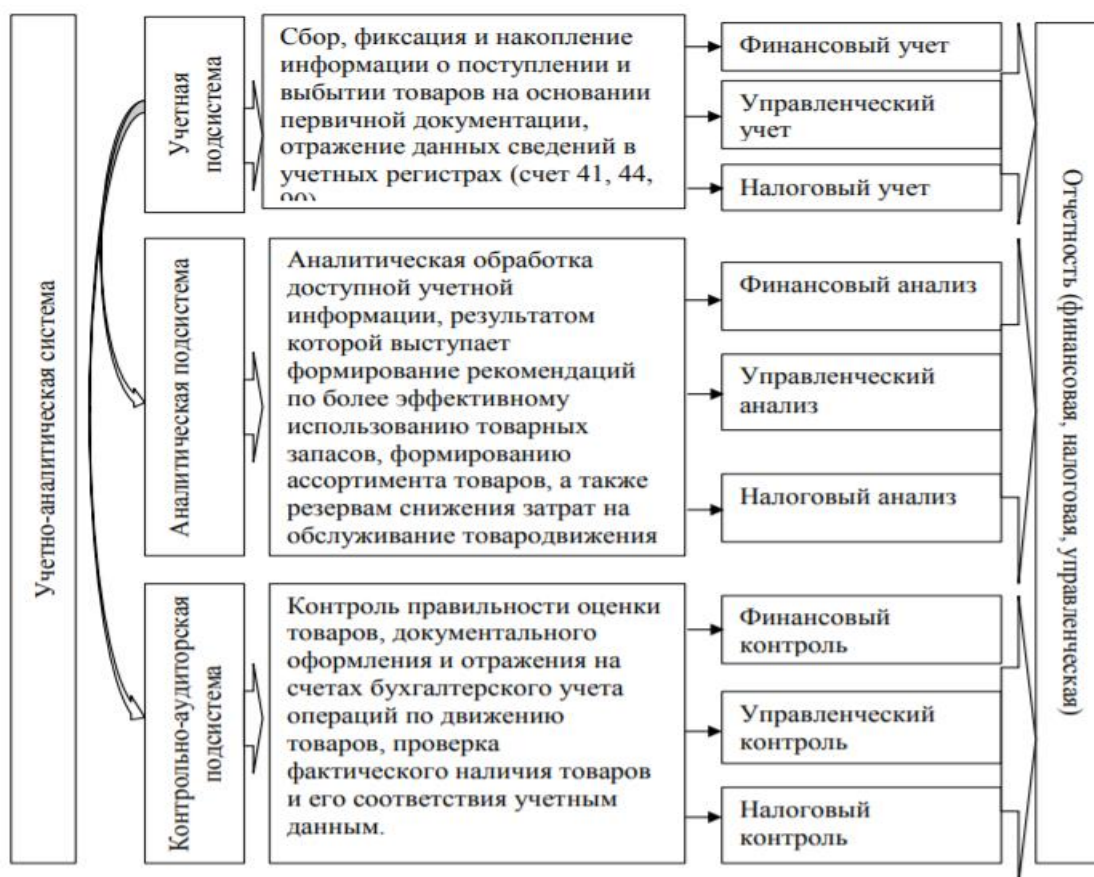 Учетно-аналитическая система
Учетная
подсистема
Сбор, фиксация и накопление
информации о поступлении и
выбытии товаров на основании
первичной документации,
отражение данных сведений в
учетных регистрах (счет 41, 44,
90)
Финансовый учет
Управленческий
учет
Налоговый учет
Аналитическая подсистема
Аналитическая обработка
доступной учетной
информации, результатом
которой выступает
формирование рекомендаций
по более эффективному
использованию товарных
запасов, формированию
ассортимента товаров, а также
резервам снижения затрат на
обслуживание товародвижения
Финансовый анализ
Управленческий
анализ
Налоговый анализ
Контрольно-аудиторская
подсистема
Контроль правильности оценки
товаров, документального
оформления и отражения на
счетах бухгалтерского учета
операций по движению
товаров, проверка
фактического наличия товаров
и его соответствия учетным
данным.
Финансовый
контроль
Управленческий
контроль
Налоговый
контроль
Отчетность (финансовая, налоговая, управленческая)